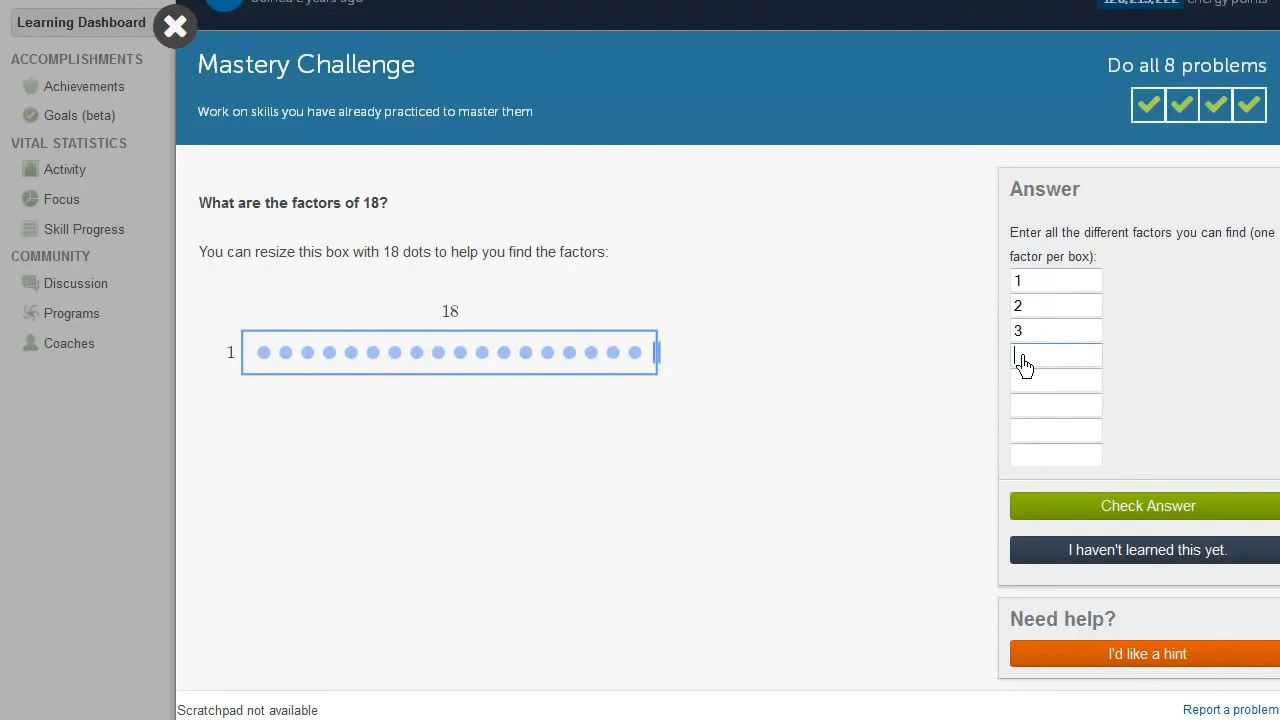 Learning Dashboard
ACCOMPLISHMENTS
Achievements
Goals (beta)
VITAL STATISTICS
Activity
Focus
Skill Progress
COMMUNITY
Discussion
Programs
Coaches
energy points
Mastery Challenge
Do all 8 problems
Work on skills you have already practiced to master them
What are the factors of 18?
You can resize this box with 18 dots to help you find the factors:
18
1
Answer
Enter all the different factors you can find (one
factor per box):
1
2
3
Check Answer
I haven't learned this yet.
Need help?
I'd like a hint
Scratchpad not available
Report a problem